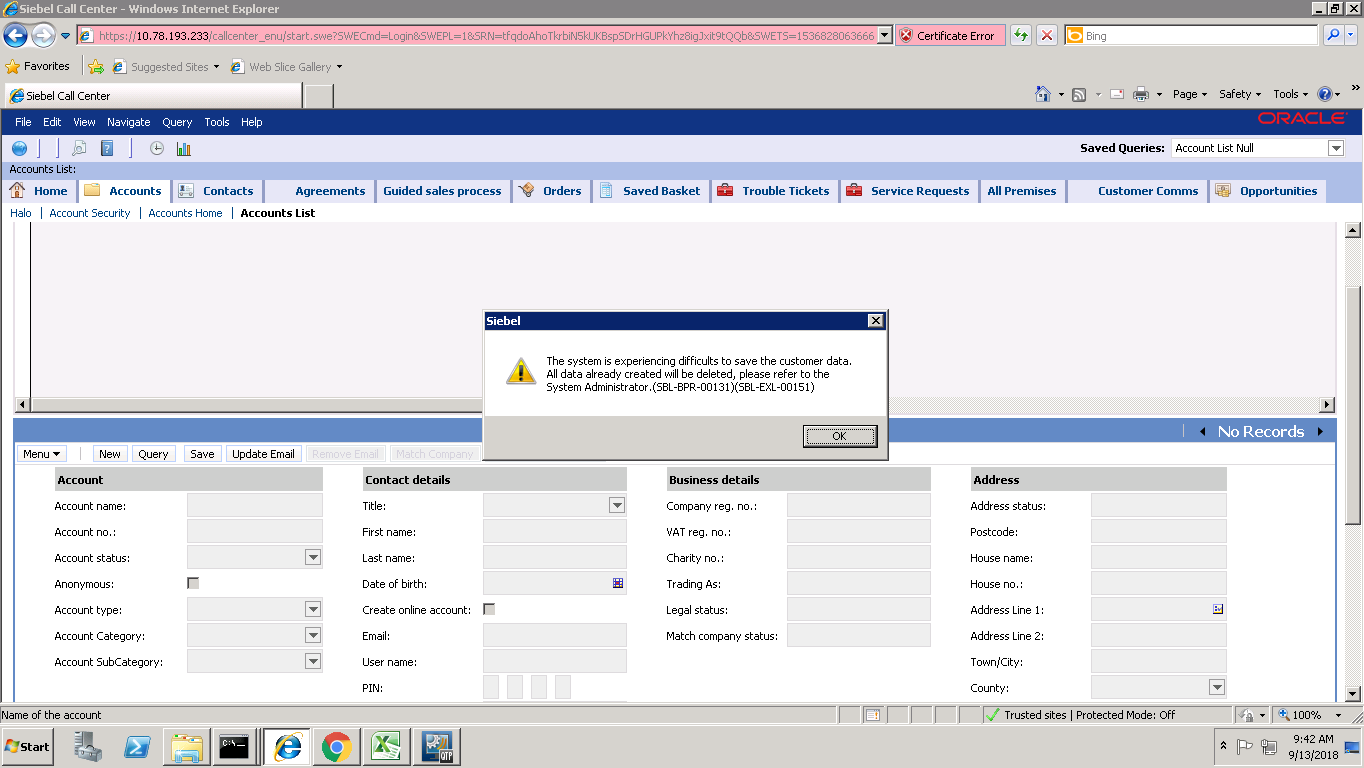 Siebel Call Center - Windows Internet Explorer
https://10.78.193.233/callcenter_enu/start.swe?SWECmd=Login&SWEPL=1&SRN=tfqdoAhoTkrbiN5kUKBspSDrHGUPkYhz8igJxit9tQQb&SWETS=1536828063666 Certificate Error Bing
Favorites Suggested Sites Web Slice Gallery
Siebel Call Center Page Safety Tools
File Edit View Navigate Query Tools Help ORACLE
Saved Queries: Account List Null
Accounts List:
Home Accounts Contacts Agreements Guided sales process Orders Saved Basket Trouble Tickets Service Requests All Premises Customer Comms Opportunities
Halo Account Security Accounts Home Accounts List
Siebel
The system is experiencing difficults to save the customer data.
All data already created will be deleted, please refer to the
System Administrator.(SBL-BPR-00131)(SBL-EXL-00151)
OK
No Records
Menu New Query Save Update Email Remove Email Match Company
Account Contact details Business details Address
Account name: Title: Company reg. no.: Address status:
Account no.: First name: VAT reg. no.: Postcode:
Account status: Last name: Charity no.: House name:
Anonymous: Date of birth: Trading As: House no.:
Account type: Create online account: Legal status: Address Line 1:
Account Category: Email: Match company status: Address Line 2:
Account SubCategory: User name: Town/City:
PIN: County:
Name of the account Trusted sites | Protected Mode: Off 100%
Start C:\ QTP 9:42 AM
9/13/2018